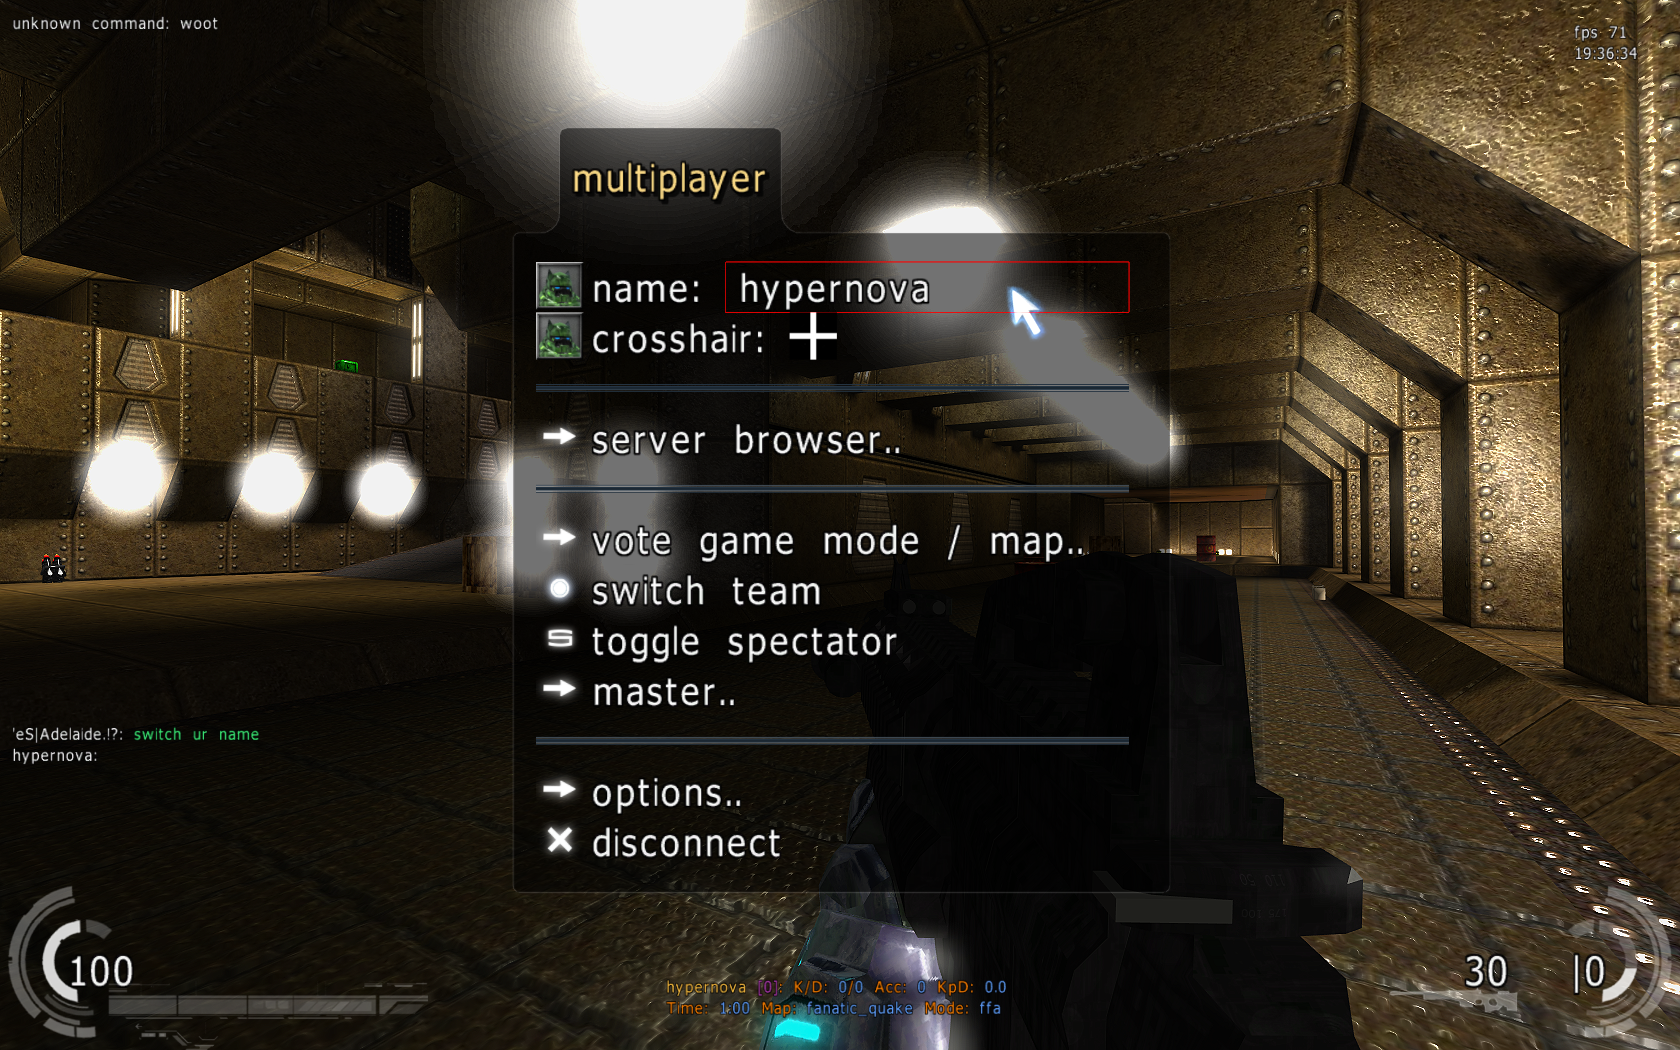 unknown command: woot
fps 71
19:36:34
multiplayer
name: hypernova
crosshair:
server browser..
vote game mode / map..
switch team
toggle spectator
master..
options..
disconnect
'eS|Adelaide.!?: switch ur name
hypernova:
100
30 |0
hypernova [0]: K/D: 0/0 Acc: 0 KpD: 0.0
Time: 1:00 Map: fanatic_quake Mode: ffa